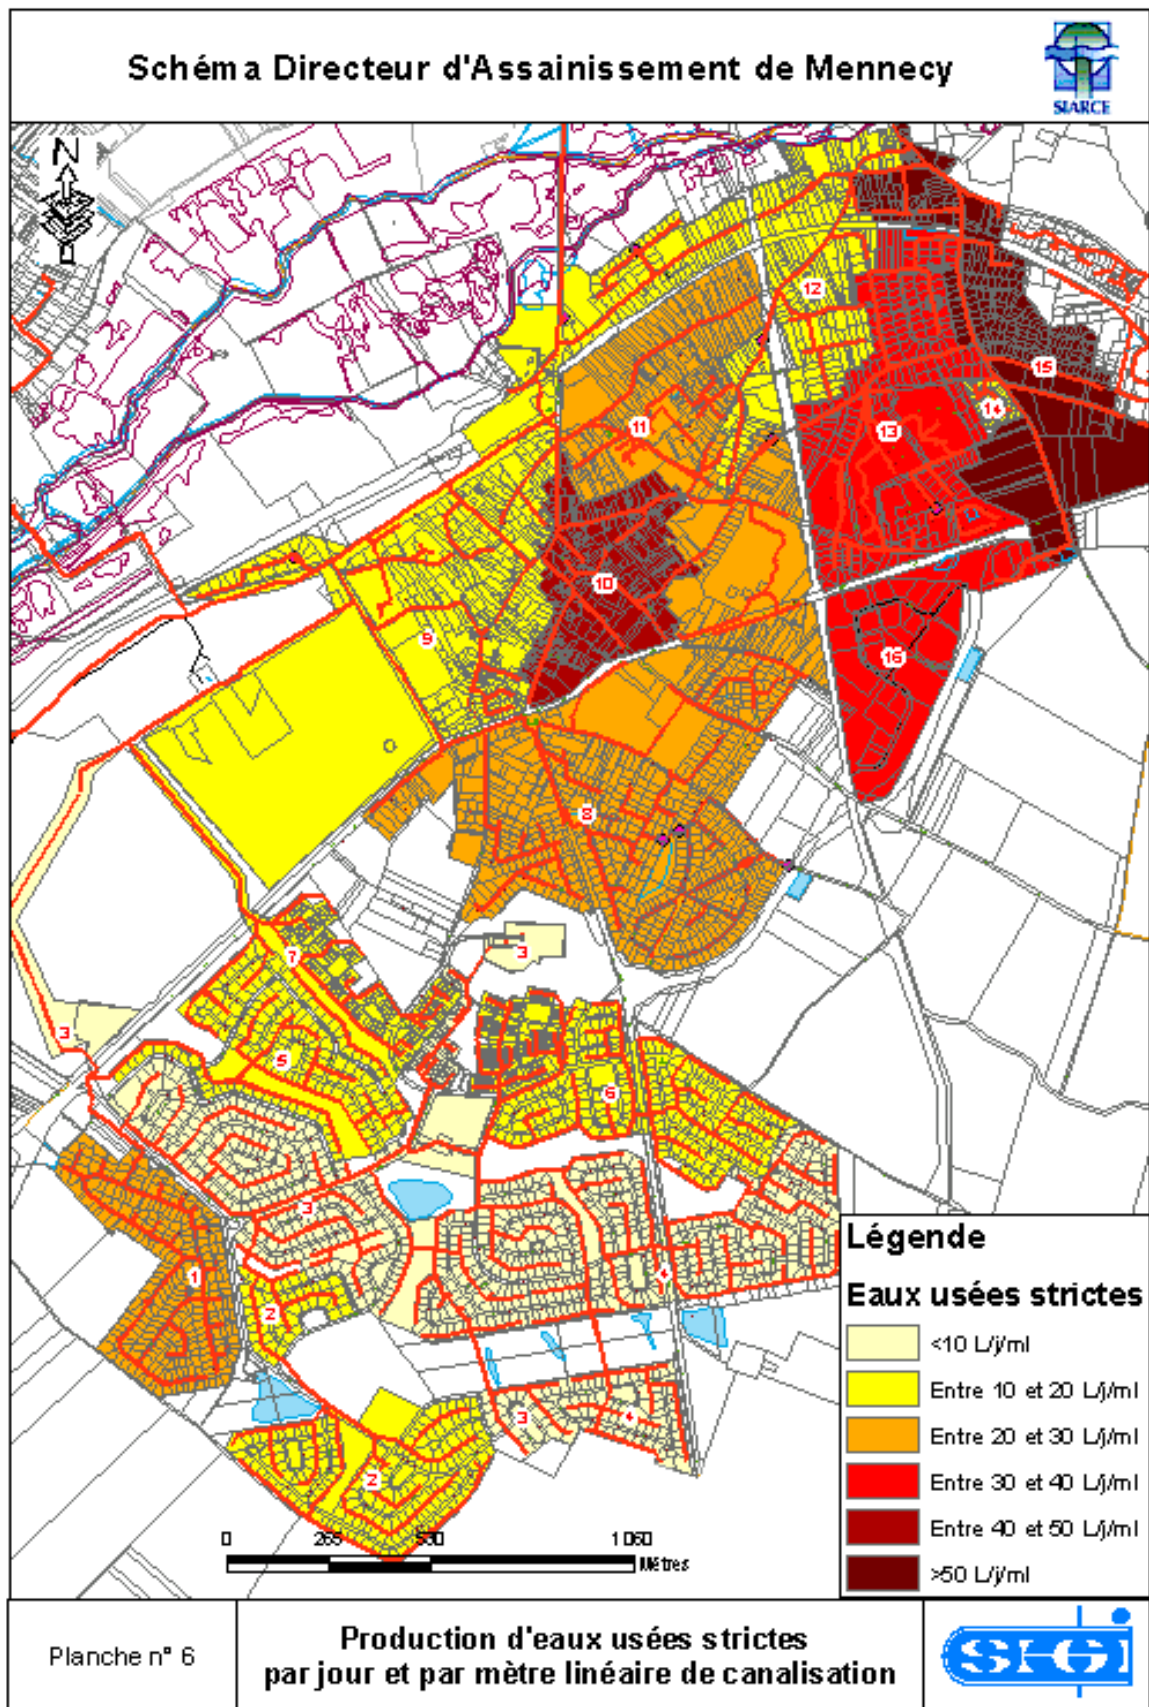 Schéma Directeur d'Assainissement de Mennecy
SIARCE
N
12
15
14
11
13
10
9
16
8
3
7
3
5
6
3
1
2
4
3
4
2
Légende
Eaux usées strictes
<10 L/j/ml
Entre 10 et 20 L/j/ml
Entre 20 et 30 L/j/ml
Entre 30 et 40 L/j/ml
Entre 40 et 50 L/j/ml
>50 L/j/ml
0 265 530 1 060
Mètres
Planche n° 6
Production d'eaux usées strictes
par jour et par mètre linéaire de canalisation